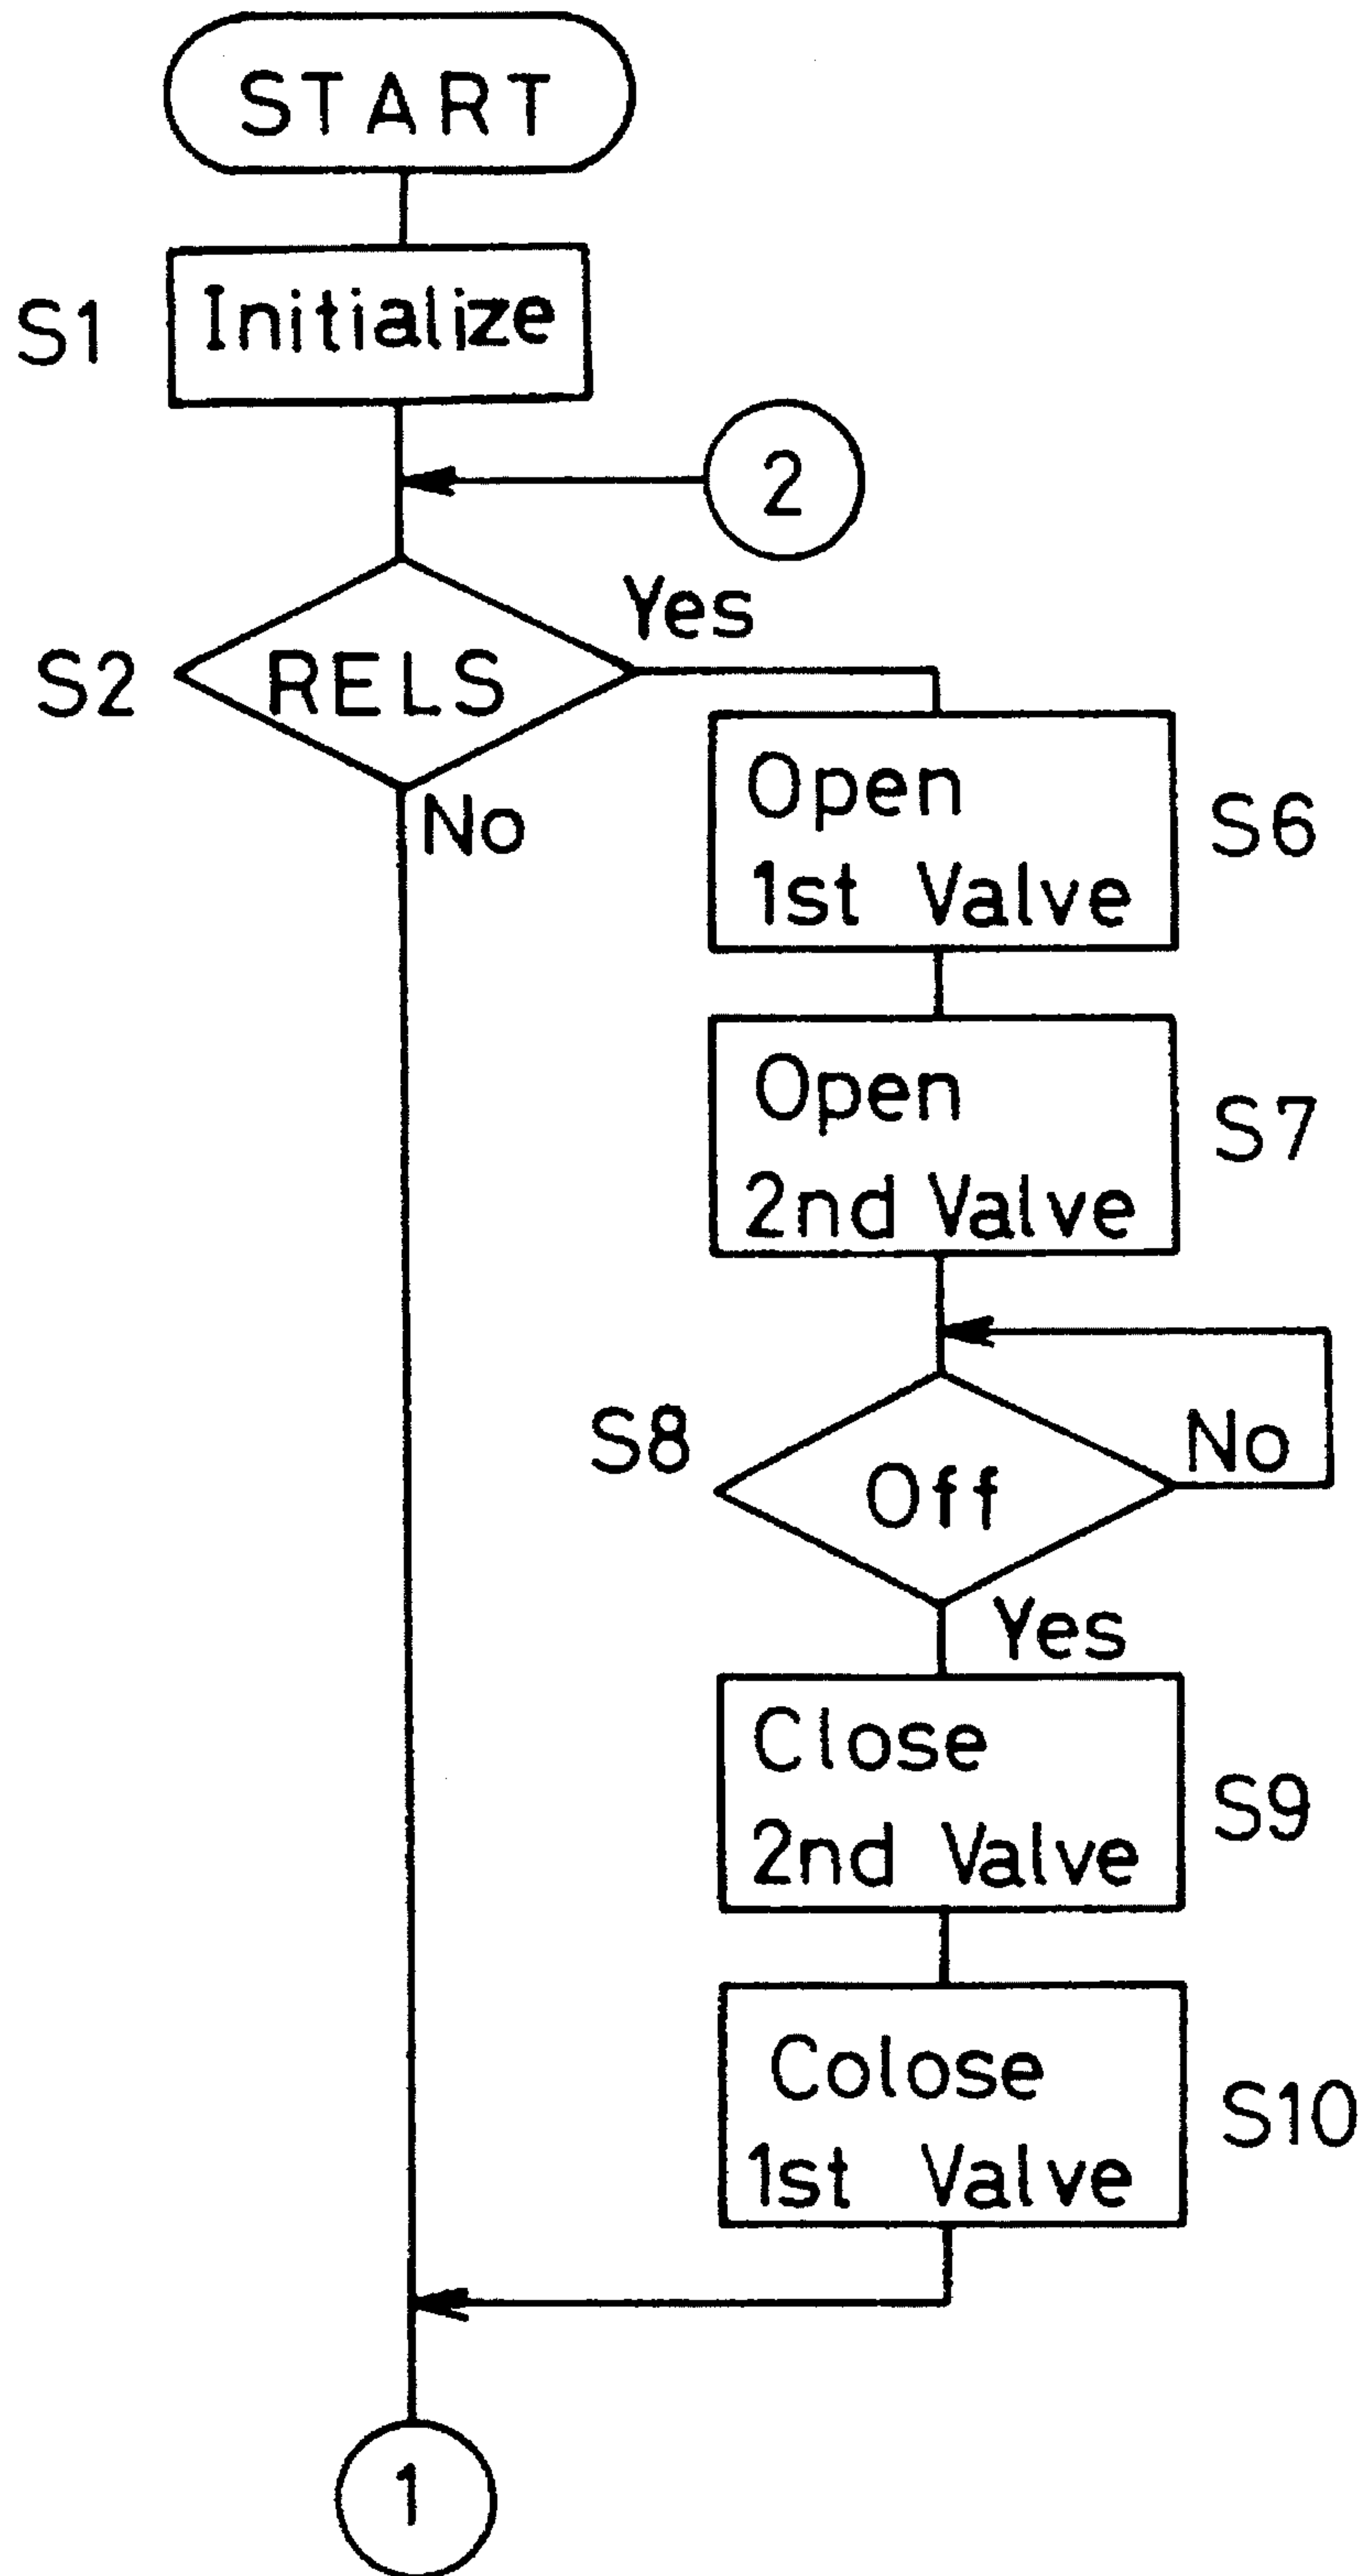 START
S1
Initialize
2
Yes
S2
RELS
No
Open
1st Valve
S6
Open
2nd Valve
S7
S8
Off
No
Yes
Close
2nd Valve
S9
Colose
1st Valve
S10
1